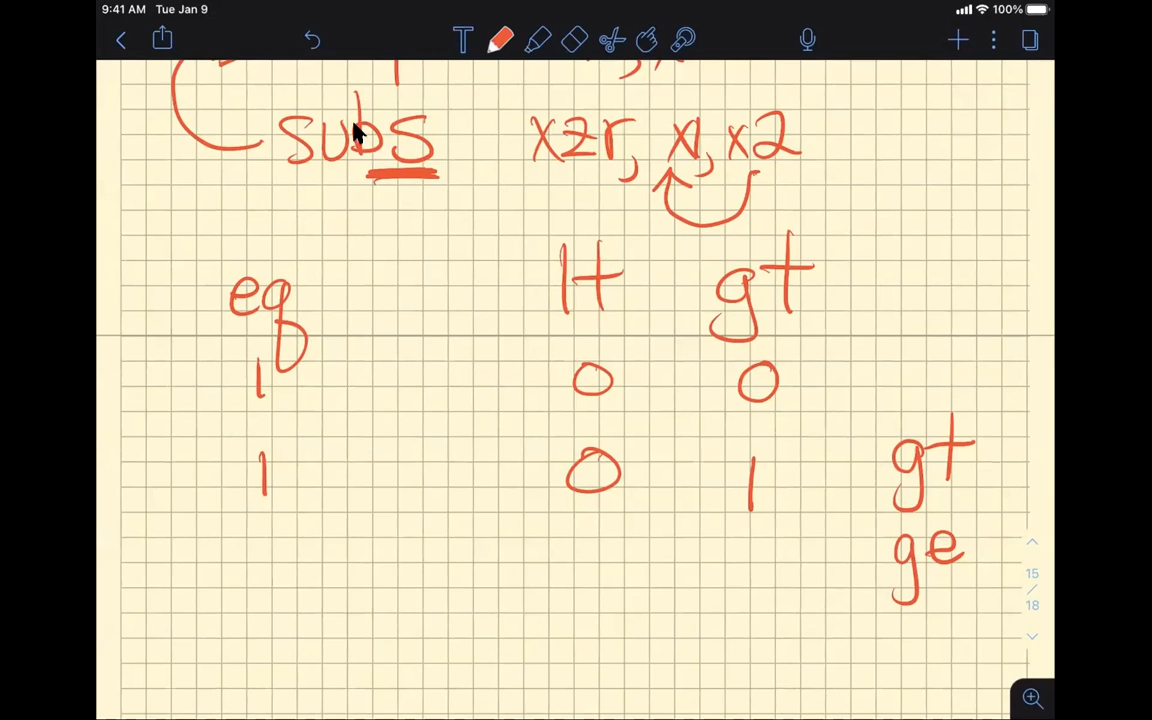 9:41 AM Tue Jan 9 100%
T
subs xzr, x1, x2
eq lt gt
1 0 0
1 0 1
gt
ge
15
/
18